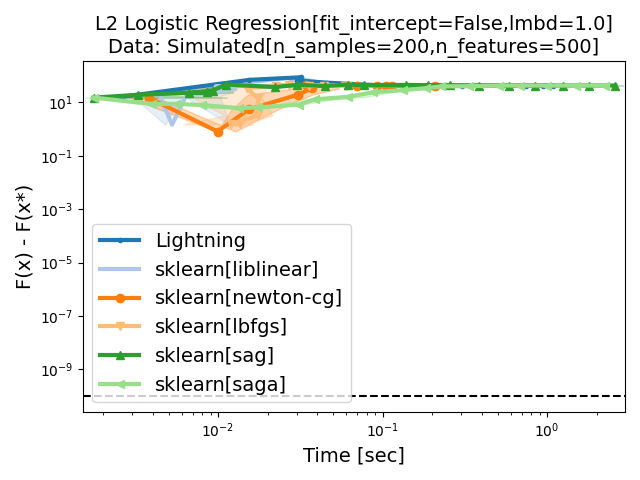 L2 Logistic Regression[fit_intercept=False,lmbd=1.0]
Data: Simulated[n_samples=200,n_features=500]
F(x) - F(x*)
10^1
10^-1
10^-3
10^-5
10^-7
10^-9
Lightning
sklearn[liblinear]
sklearn[newton-cg]
sklearn[lbfgs]
sklearn[sag]
sklearn[saga]
10^-2
10^-1
10^0
Time [sec]